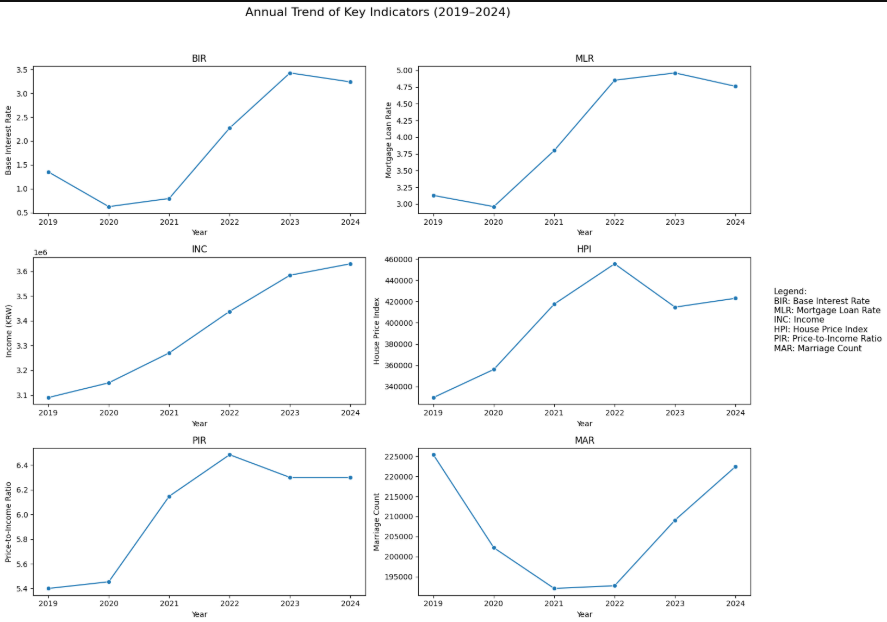 Annual Trend of Key Indicators (2019–2024)
BIR
Base Interest Rate
3.5
3.0
2.5
2.0
1.5
1.0
0.5
2019 2020 2021 2022 2023 2024
Year
MLR
Mortgage Loan Rate
5.00
4.75
4.50
4.25
4.00
3.75
3.50
3.25
3.00
2019 2020 2021 2022 2023 2024
Year
INC
1e6
Income (KRW)
3.6
3.5
3.4
3.3
3.2
3.1
2019 2020 2021 2022 2023 2024
Year
HPI
House Price Index
460000
440000
420000
400000
380000
360000
340000
2019 2020 2021 2022 2023 2024
Year
Legend:
BIR: Base Interest Rate
MLR: Mortgage Loan Rate
INC: Income
HPI: House Price Index
PIR: Price-to-Income Ratio
MAR: Marriage Count
PIR
Price-to-Income Ratio
6.4
6.2
6.0
5.8
5.6
5.4
2019 2020 2021 2022 2023 2024
Year
MAR
Marriage Count
225000
220000
215000
210000
205000
200000
195000
2019 2020 2021 2022 2023 2024
Year